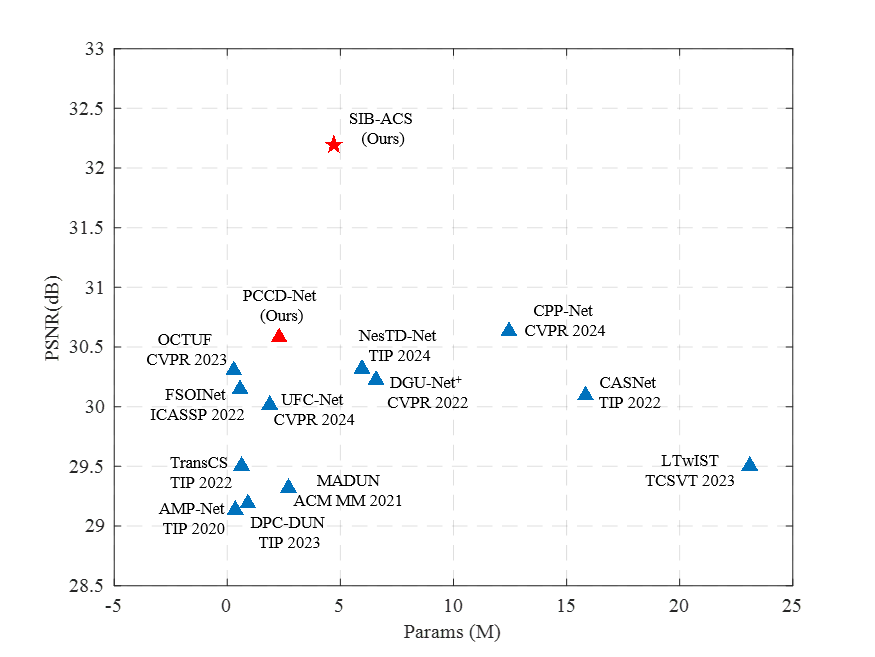 33
32.5
32
31.5
31
30.5
30
29.5
29
28.5
PSNR(dB)
SIB-ACS
(Ours)
PCCD-Net
(Ours)
OCTUF
CVPR 2023
FSOINet
ICASSP 2022
UFC-Net
CVPR 2024
NesTD-Net
TIP 2024
DGU-Net⁺
CVPR 2022
CPP-Net
CVPR 2024
CASNet
TIP 2022
TransCS
TIP 2022
MADUN
ACM MM 2021
AMP-Net
TIP 2020
DPC-DUN
TIP 2023
LTwIST
TCSVT 2023
-5
0
5
10
15
20
25
Params (M)